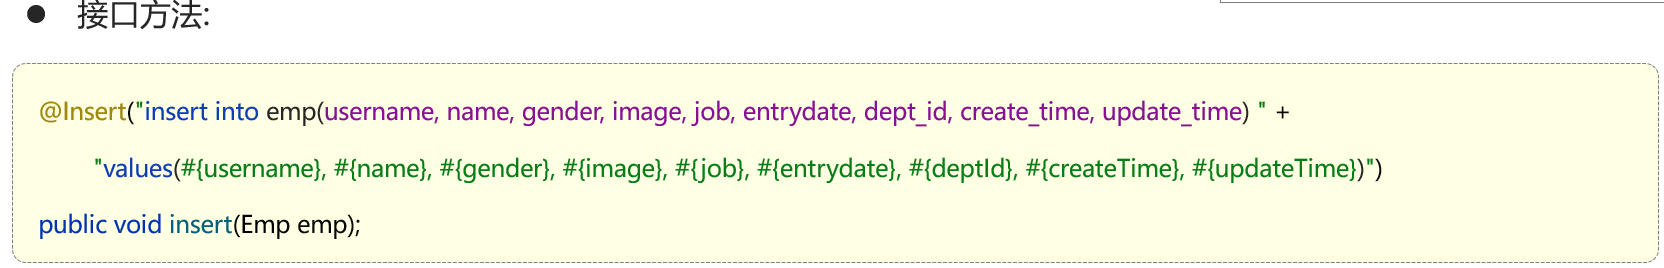 ● 接口方法:
@Insert("insert into emp(username, name, gender, image, job, entrydate, dept_id, create_time, update_time) " +
"values(#{username}, #{name}, #{gender}, #{image}, #{job}, #{entrydate}, #{deptId}, #{createTime}, #{updateTime})")
public void insert(Emp emp);